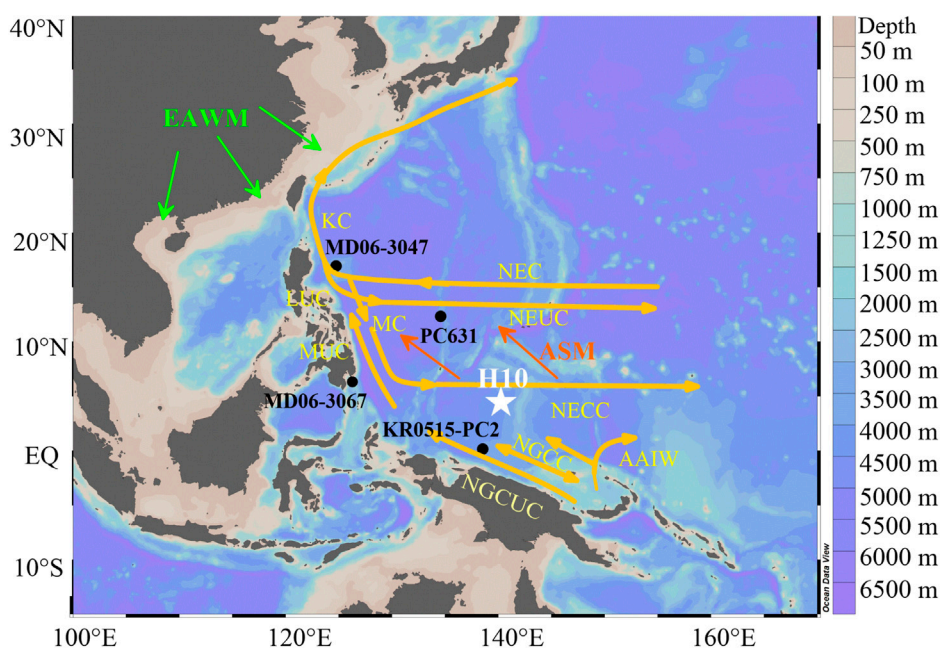 40°N
30°N
20°N
10°N
EQ
10°S
100°E
120°E
140°E
160°E
EAWM
KC
MD06-3047
NEC
LUC
MC
NEUC
PC631
MUC
ASM
H10
MD06-3067
NECC
KR0515-PC2
NGCC
AAIW
NGCUC
Ocean Data View
Depth
50 m
100 m
250 m
500 m
750 m
1000 m
1250 m
1500 m
2000 m
2500 m
3000 m
3500 m
4000 m
4500 m
5000 m
5500 m
6000 m
6500 m